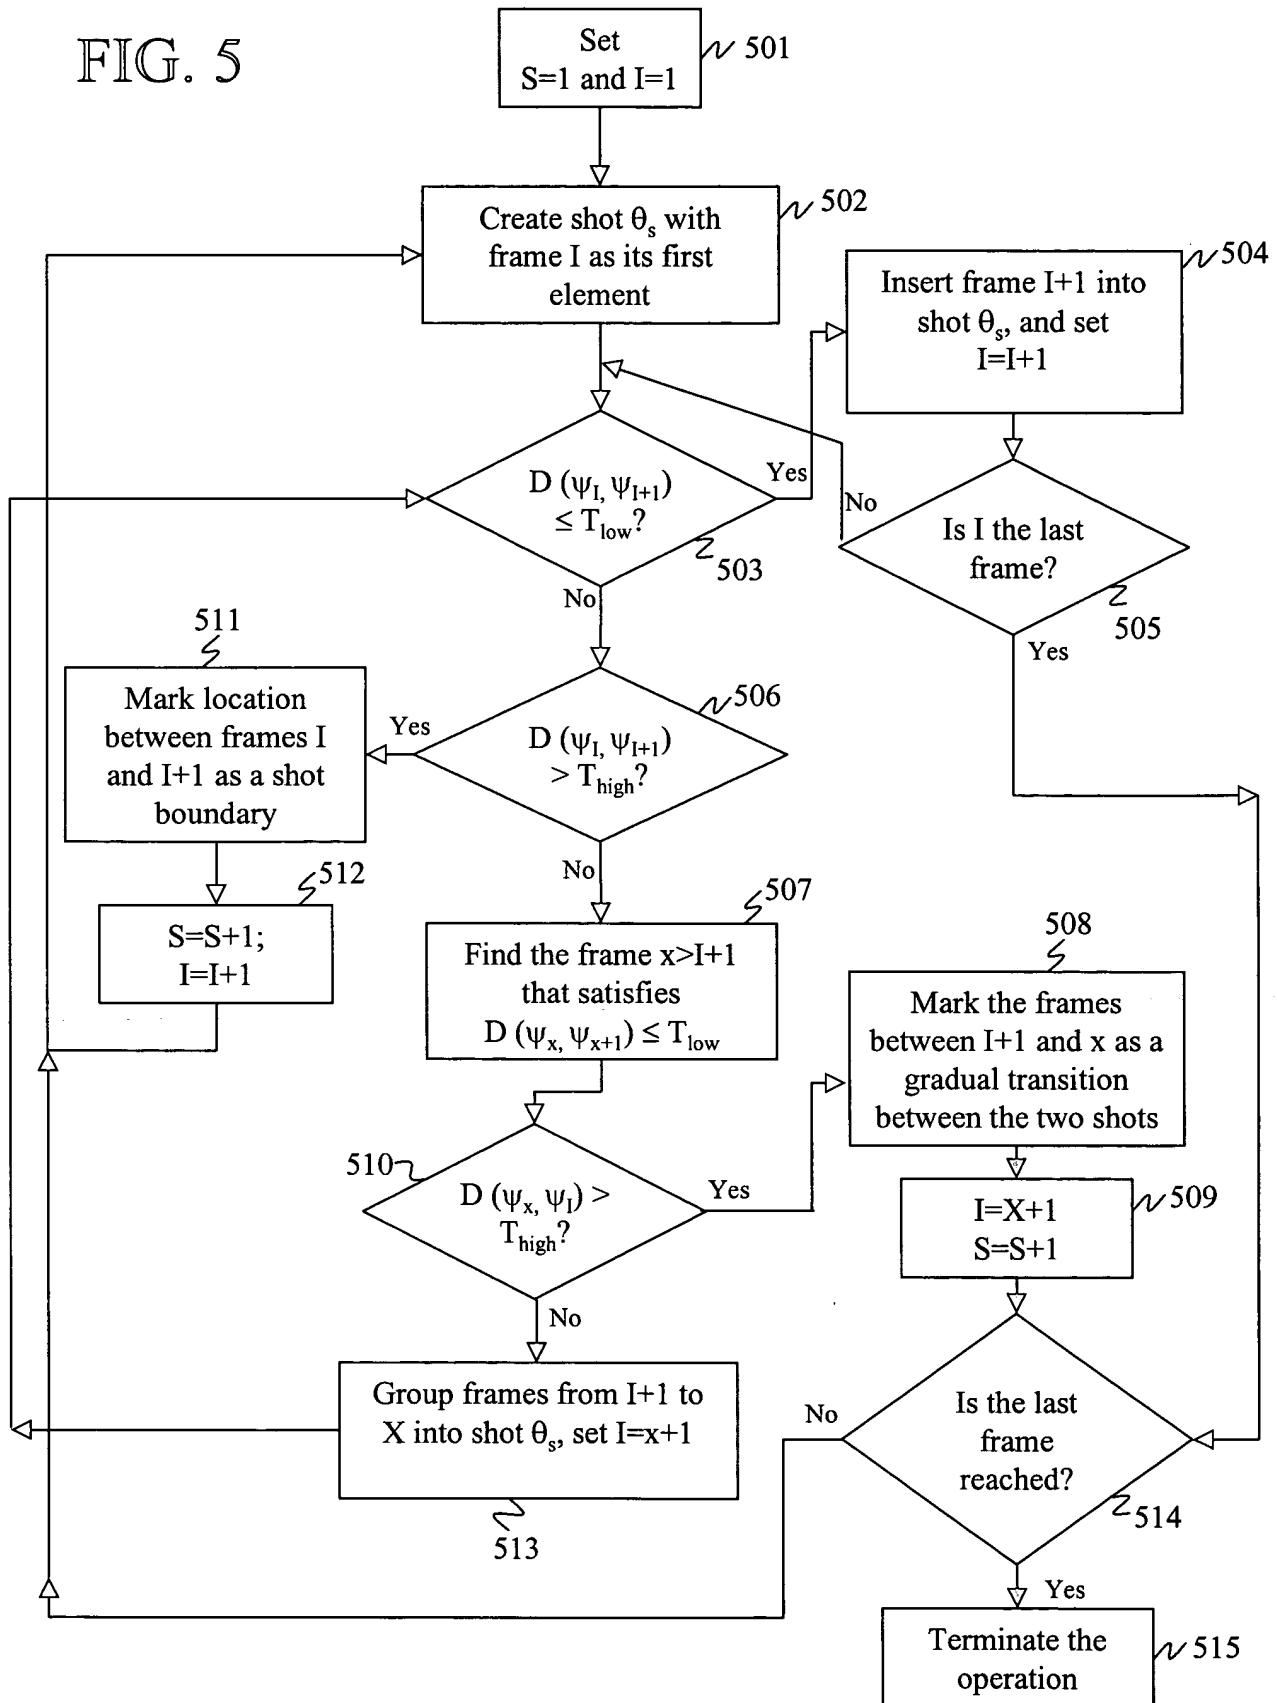 FIG. 5
Set
S=1 and I=1
501
Create shot θs with
frame I as its first
element
502
Insert frame I+1 into
shot θs, and set
I=I+1
504
D (ψI, ψI+1)
≤ Tlow?
Yes
503
No
No
Is I the last
frame?
505
Yes
511
Mark location
between frames I
and I+1 as a shot
boundary
Yes
D (ψI, ψI+1)
> Thigh?
506
No
512
S=S+1;
I=I+1
507
Find the frame x>I+1
that satisfies
D (ψx, ψx+1) ≤ Tlow
508
Mark the frames
between I+1 and x as a
gradual transition
between the two shots
510
D (ψx, ψI) >
Thigh?
Yes
No
I=X+1
S=S+1
509
Group frames from I+1 to
X into shot θs, set I=x+1
513
No
Is the last
frame
reached?
514
Yes
Terminate the
operation
515